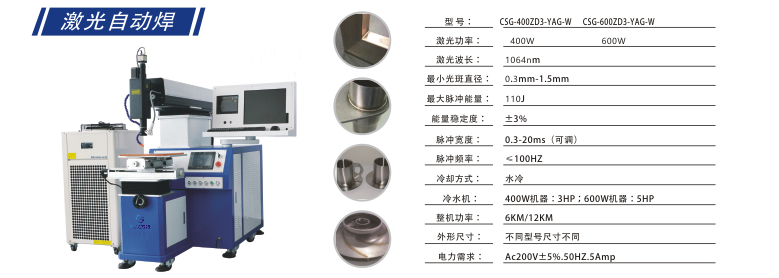 激光自动焊
型 号： CSG-400ZD3-YAG-W CSG-600ZD3-YAG-W
激光功率： 400W 600W
激光波长： 1064nm
最小光斑直径： 0.3mm-1.5mm
最大脉冲能量： 110J
能量稳定度： ±3%
脉冲宽度： 0.3-20ms（可调）
脉冲频率： ≤100HZ
冷却方式： 水冷
冷水机： 400W机器：3HP；600W机器：5HP
整机功率： 6KM/12KM
外形尺寸： 不同型号尺寸不同
电力需求： Ac200V±5%.50HZ.5Amp